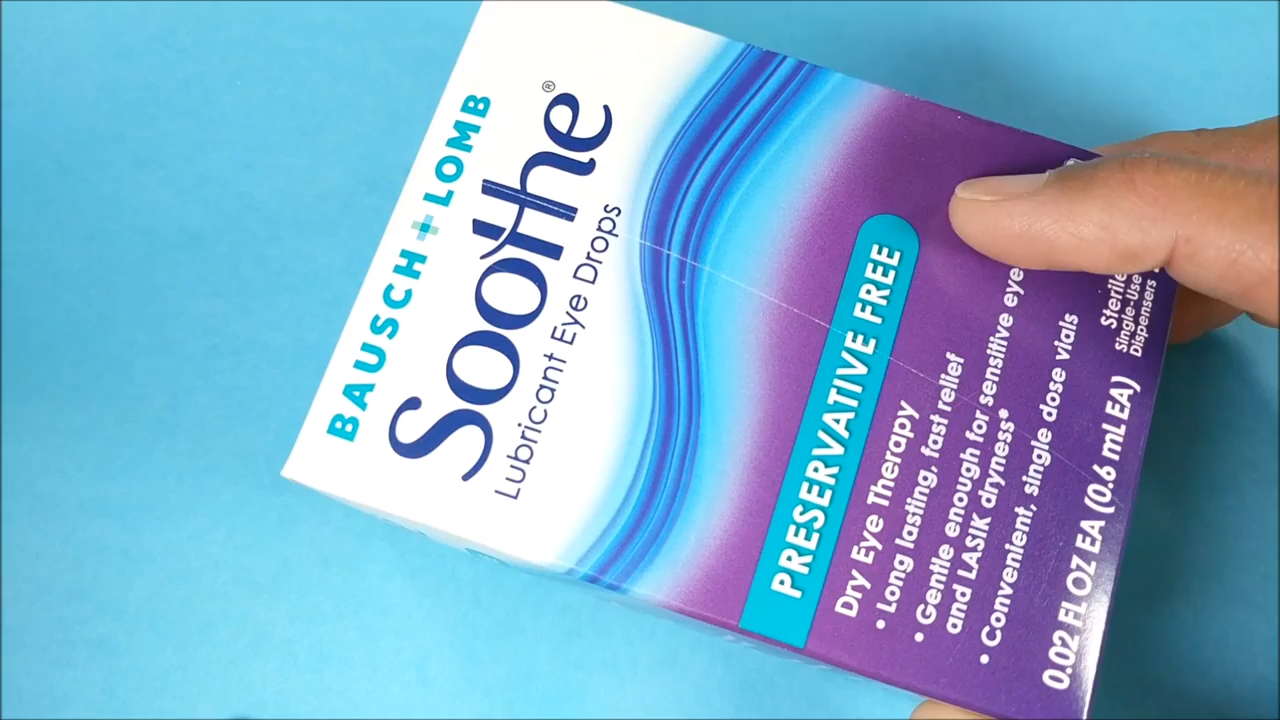 BAUSCH + LOMB
Soothe®
Lubricant Eye Drops
PRESERVATIVE FREE
Dry Eye Therapy
• Long lasting, fast relief
• Gentle enough for sensitive eye
and LASIK dryness*
• Convenient, single dose vials
Sterile
Single-Use
Dispensers
0.02 FL OZ EA (0.6 mL EA)